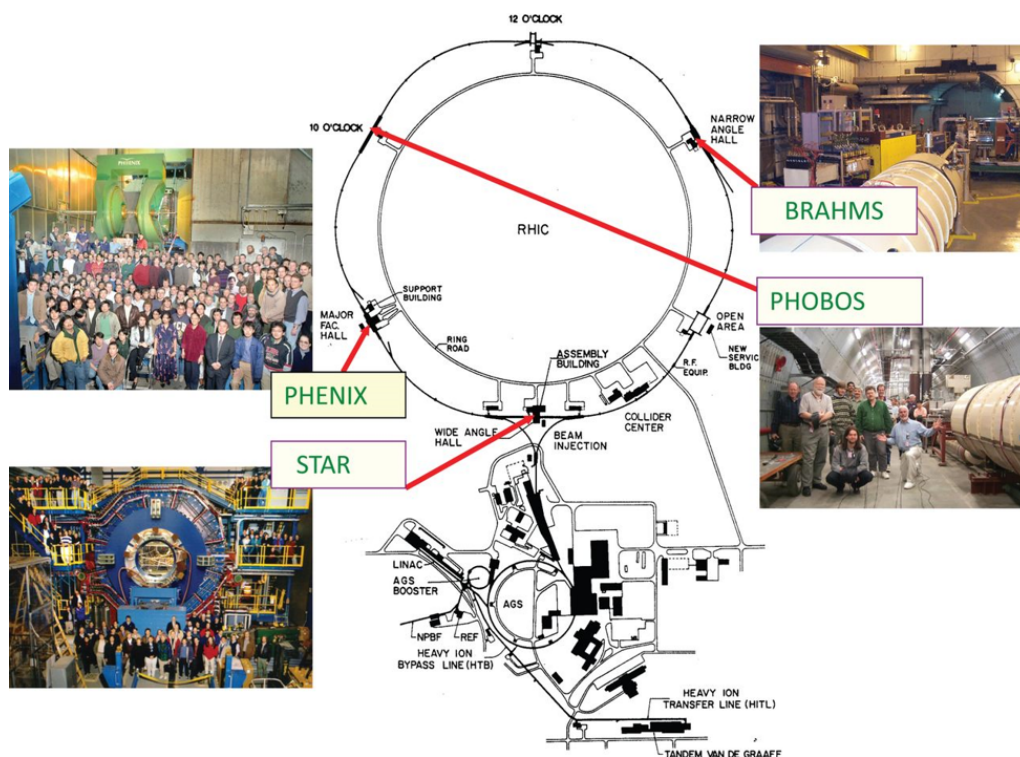 12 O'CLOCK
10 O'CLOCK
NARROW
ANGLE
HALL
PHENIX
BRAHMS
RHIC
PHOBOS
SUPPORT
BUILDING
MAJOR
FAC.
HALL
OPEN
AREA
RING
ROAD
ASSEMBLY
BUILDING
NEW
SERVIC
BLDG
R.F.
EQUIP.
PHENIX
COLLIDER
CENTER
WIDE ANGLE
HALL
BEAM
INJECTION
STAR
LINAC
AGS
BOOSTER
AGS
NPBF
REF
HEAVY ION
BYPASS LINE (HTB)
HEAVY ION
TRANSFER LINE (HITL)
TANDEM VAN DE GRAAFF